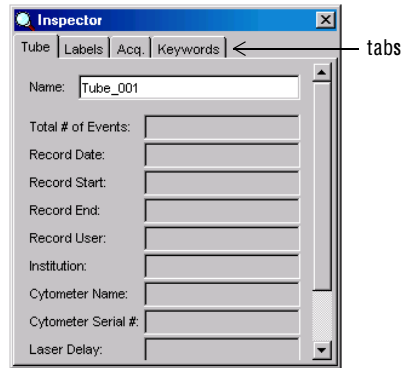 Inspector
Tube Labels Acq. Keywords tabs
Name: Tube_001
Total # of Events:
Record Date:
Record Start:
Record End:
Record User:
Institution:
Cytometer Name:
Cytometer Serial #:
Laser Delay: